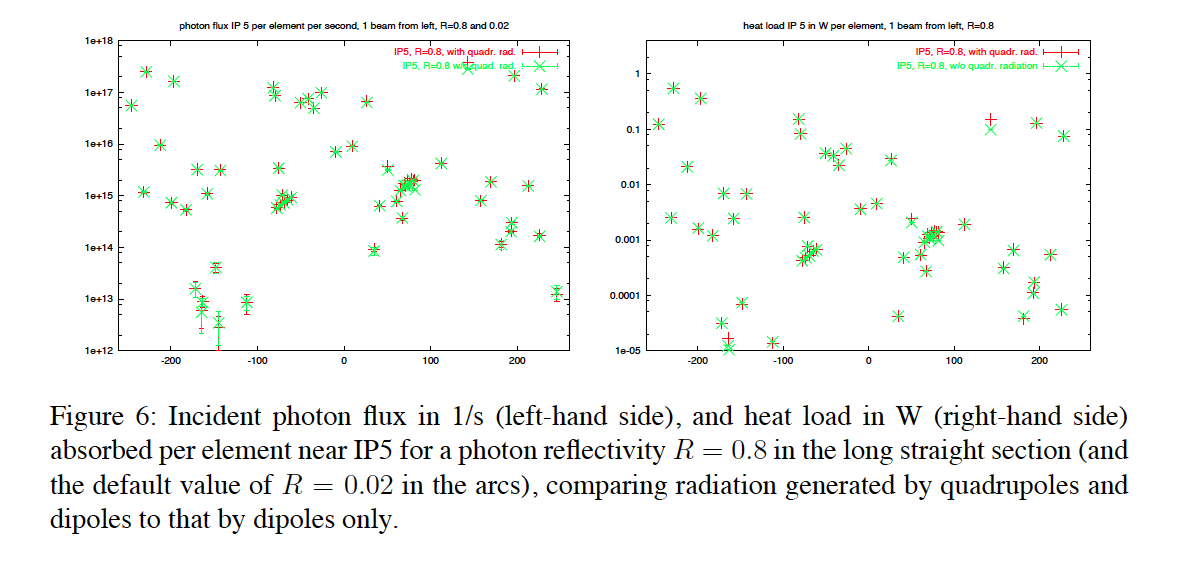 photon flux IP 5 per element per second, 1 beam from left, R=0.8 and 0.02
1e+18
1e+17
1e+16
1e+15
1e+14
1e+13
1e+12
-200
-100
0
100
200
IP5, R=0.8, with quadr. rad.
IP5, R=0.8 w/o quad. rad.
heat load IP 5 in W per element, 1 beam from left, R=0.8
1
0.1
0.01
0.001
0.0001
1e-05
-200
-100
0
100
200
IP5, R=0.8, with quadr. rad.
IP5, R=0.8, w/o quadr. radiation
Figure 6: Incident photon flux in 1/s (left-hand side), and heat load in W (right-hand side)
absorbed per element near IP5 for a photon reflectivity R = 0.8 in the long straight section (and
the default value of R = 0.02 in the arcs), comparing radiation generated by quadrupoles and
dipoles to that by dipoles only.